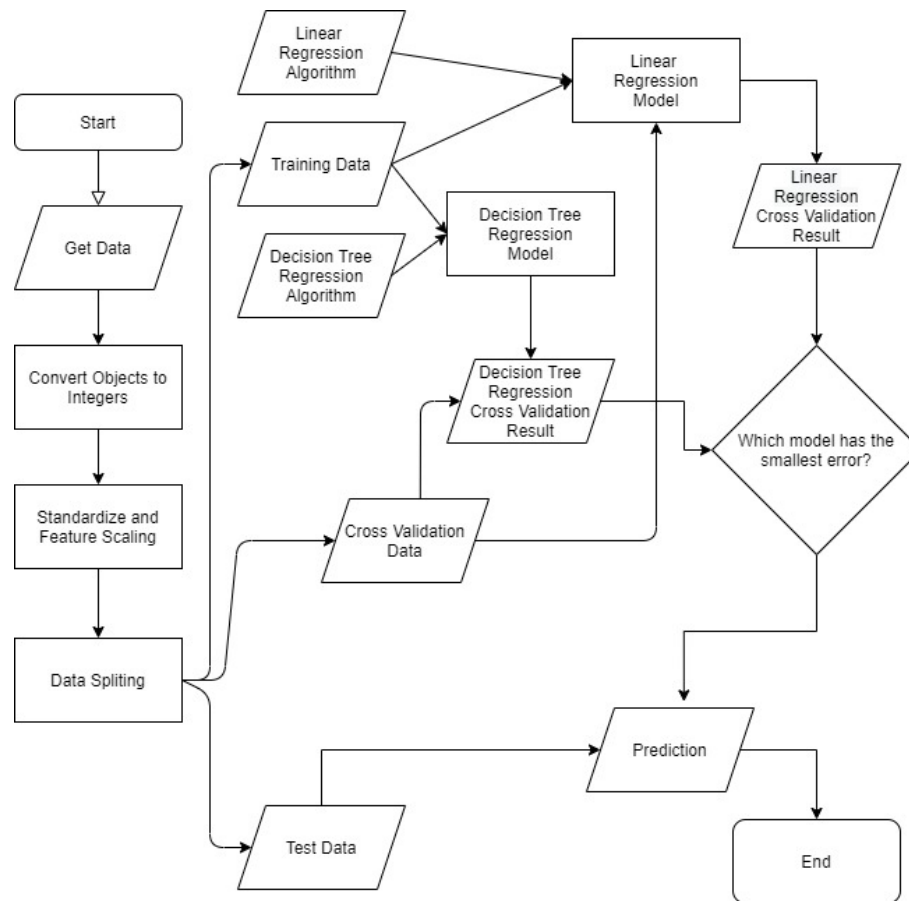 Start
Get Data
Convert Objects to
Integers
Standardize and
Feature Scaling
Data Spliting
Linear
Regression
Algorithm
Training Data
Decision Tree
Regression
Algorithm
Linear
Regression
Model
Decision Tree
Regression
Model
Decision Tree
Regression
Cross Validation
Result
Cross Validation
Data
Linear
Regression
Cross Validation
Result
Which model has the
smallest error?
Test Data
Prediction
End